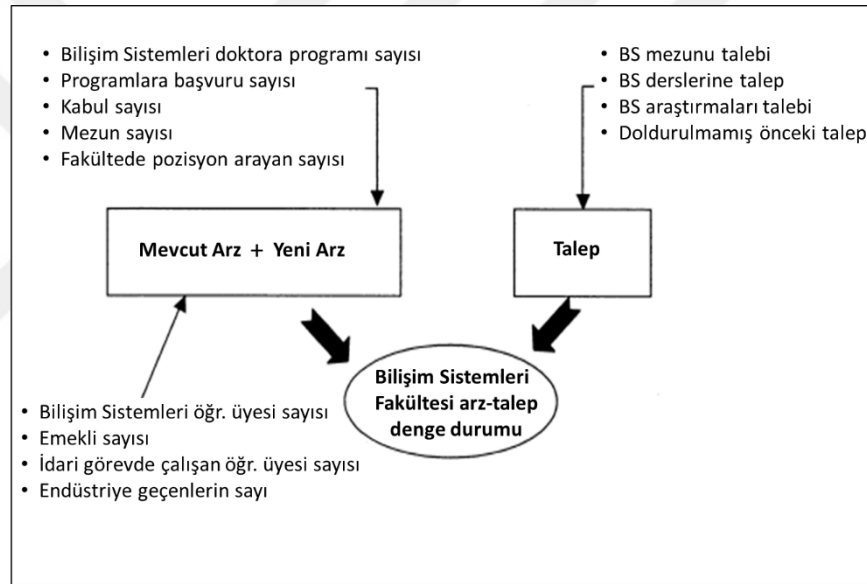 • Bilişim Sistemleri doktora programı sayısı
• Programlara başvuru sayısı
• Kabul sayısı
• Mezun sayısı
• Fakültede pozisyon arayan sayısı
• BS mezunu talebi
• BS derslerine talep
• BS araştırmaları talebi
• Doldurulmamış önceki talep
Mevcut Arz + Yeni Arz
Talep
Bilişim Sistemleri
Fakültesi arz-talep
denge durumu
• Bilişim Sistemleri öğr. üyesi sayısı
• Emekli sayısı
• İdari görevde çalışan öğr. üyesi sayısı
• Endüstriye geçenlerin sayı